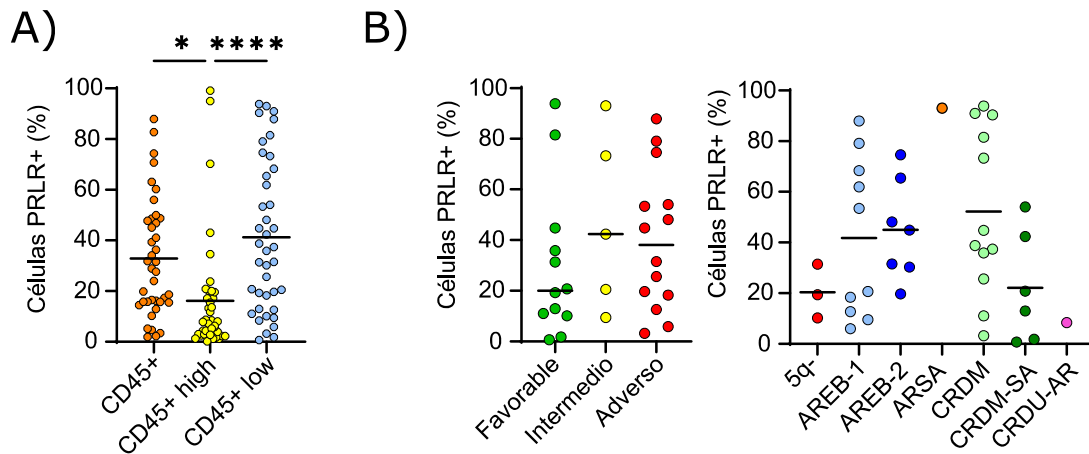 A)
B)
* ****
Células PRLR+ (%)
100
80
60
40
20
0
CD45+
CD45+ high
CD45+ low
Células PRLR+ (%)
100
80
60
40
20
0
Favorable
Intermedio
Adverso
Células PRLR+ (%)
100
80
60
40
20
0
5q-
AREB-1
AREB-2
ARSA
CRDM
CRDM-SA
CRDU-AR